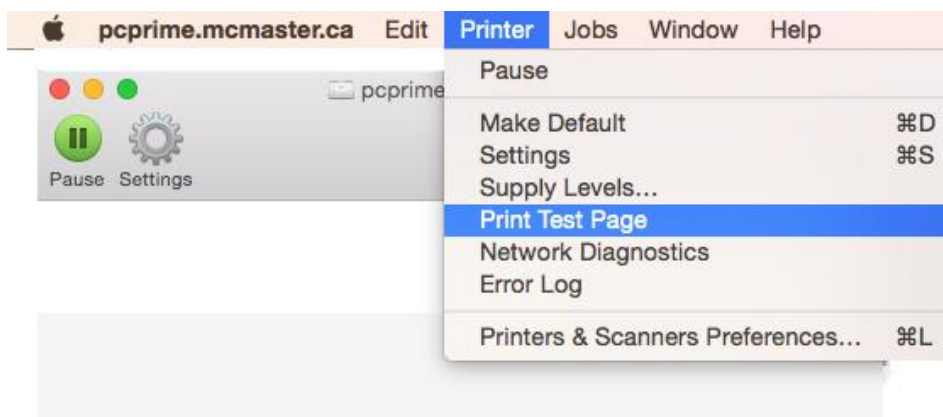 pcprime.mcmaster.ca Edit Printer Jobs Window Help
pcprime
Pause Settings
Pause
Make Default ⌘D
Settings ⌘S
Supply Levels...
Print Test Page
Network Diagnostics
Error Log
Printers & Scanners Preferences... ⌘L